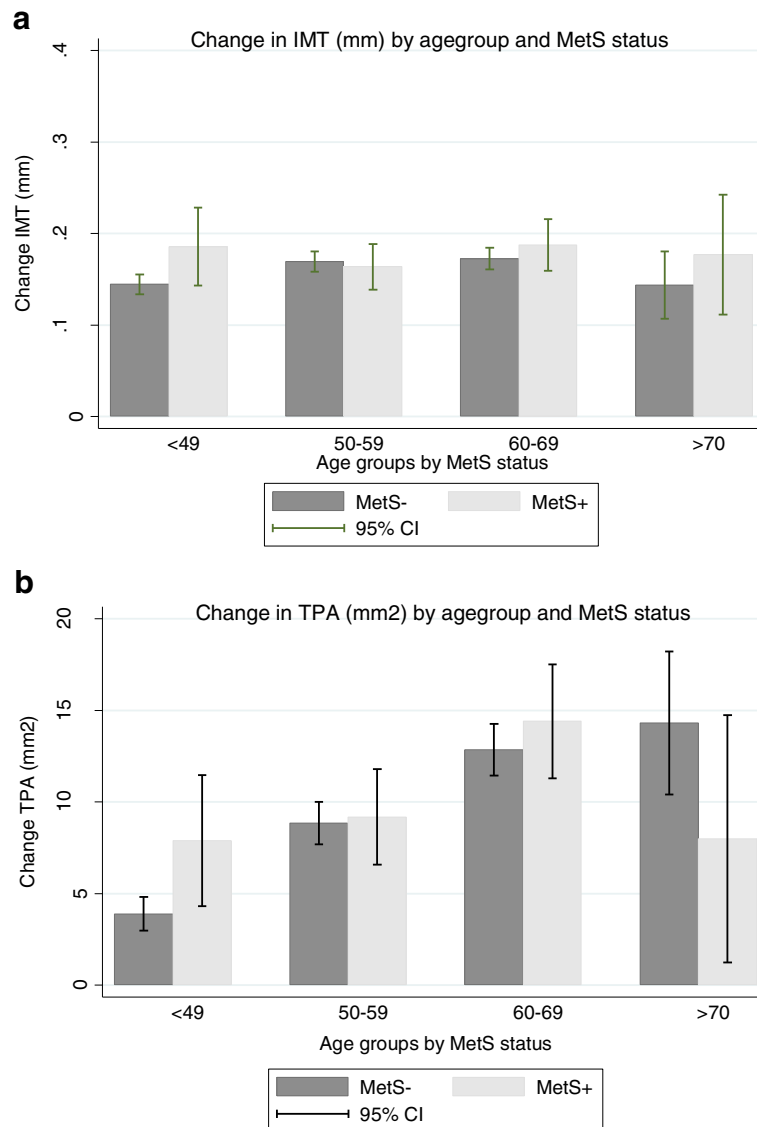 a
Change in IMT (mm) by agegroup and MetS status
.4
.3
.2
.1
0
Change IMT (mm)
<49 50-59 60-69 >70
Age groups by MetS status
MetS- MetS+
95% CI
b
Change in TPA (mm2) by agegroup and MetS status
20
15
10
5
0
Change TPA (mm2)
<49 50-59 60-69 >70
Age groups by MetS status
MetS- MetS+
95% CI